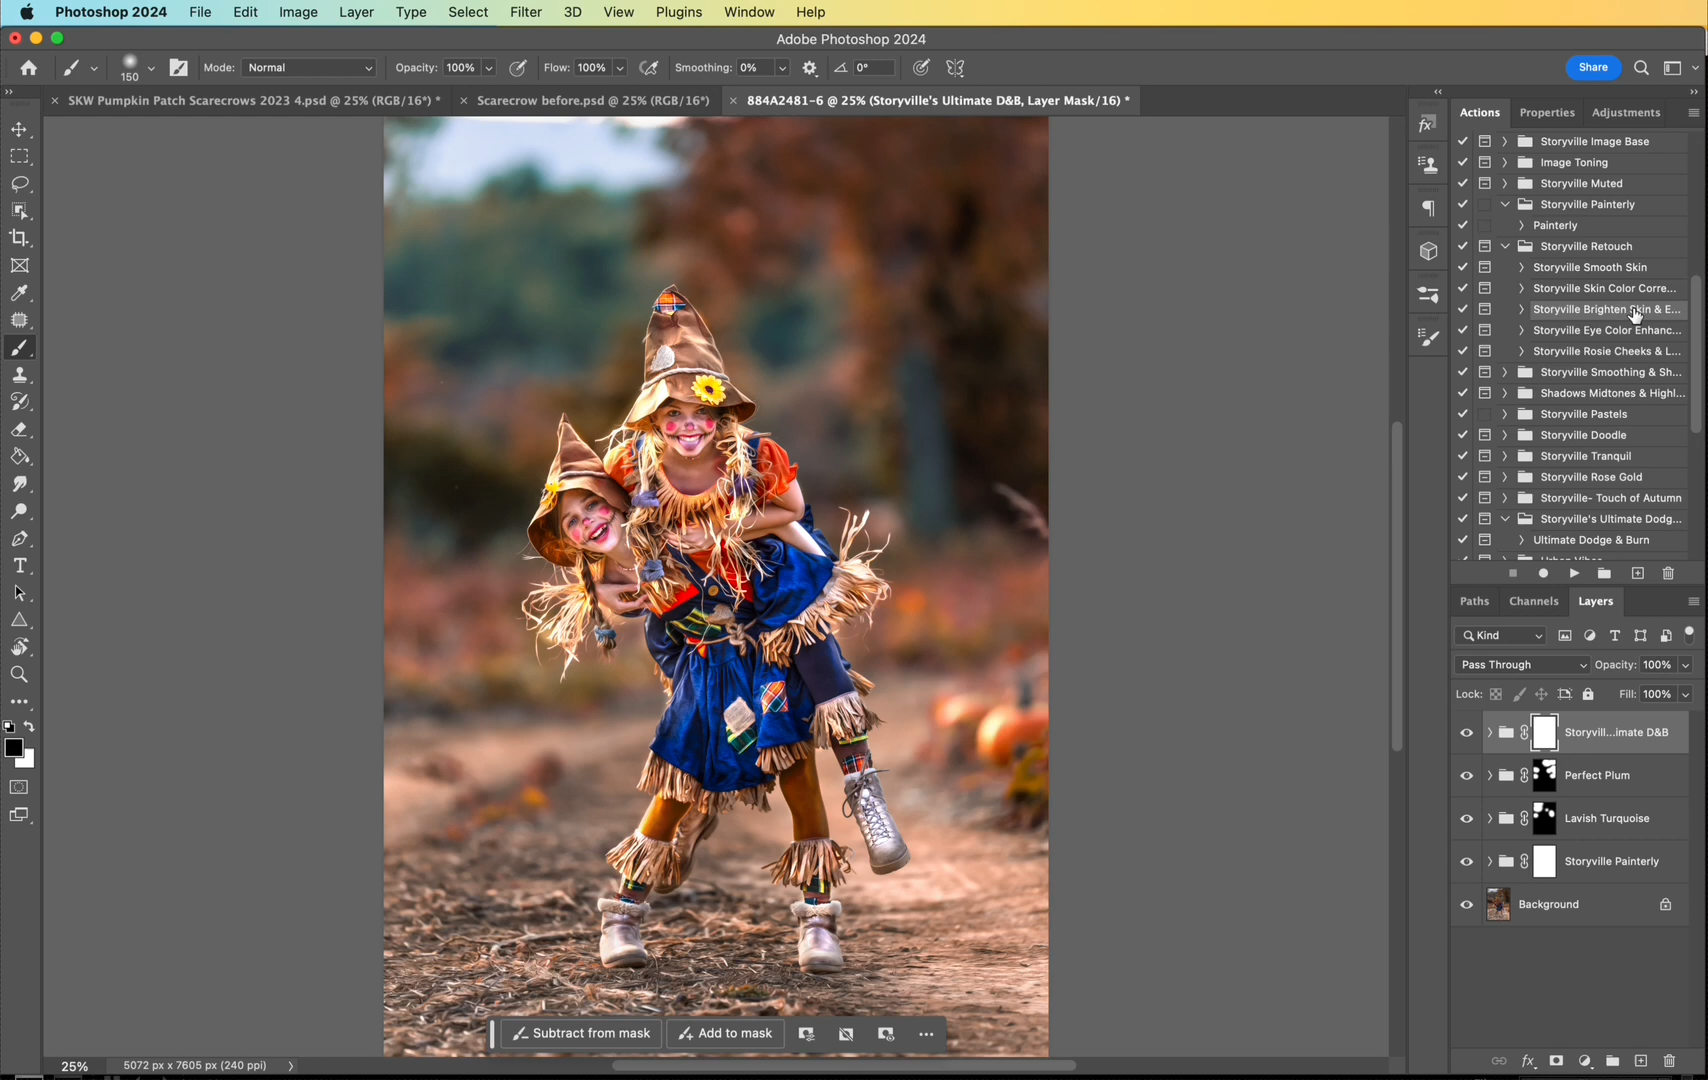 Photoshop 2024 File Edit Image Layer Type Select Filter 3D View Plugins Window Help
Adobe Photoshop 2024
150 Mode: Normal Opacity: 100% Flow: 100% Smoothing: 0% 0° Share
SKW Pumpkin Patch Scarecrows 2023 4.psd @ 25% (RGB/16*) *
Scarecrow before.psd @ 25% (RGB/16*)
884A2481-6 @ 25% (Storyville's Ultimate D&B, Layer Mask/16) *
Actions Properties Adjustments
Storyville Image Base
Image Toning
Storyville Muted
Storyville Painterly
Painterly
Storyville Retouch
Storyville Smooth Skin
Storyville Skin Color Corre...
Storyville Brighten Skin & E...
Storyville Eye Color Enhanc...
Storyville Rosie Cheeks & L...
Storyville Smoothing & Sh...
Shadows Midtones & Highl...
Storyville Pastels
Storyville Doodle
Storyville Tranquil
Storyville Rose Gold
Storyville- Touch of Autumn
Storyville's Ultimate Dodg...
Ultimate Dodge & Burn
Paths Channels Layers
Kind
Pass Through Opacity: 100%
Lock: Fill: 100%
Storyvill...imate D&B
Perfect Plum
Lavish Turquoise
Storyville Painterly
Background
Subtract from mask Add to mask
25% 5072 px x 7605 px (240 ppi)